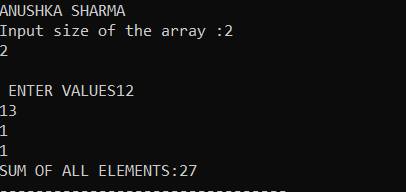 ANUSHKA SHARMA
Input size of the array :2
2
ENTER VALUES12
13
1
1
SUM OF ALL ELEMENTS:27
--------------------------------